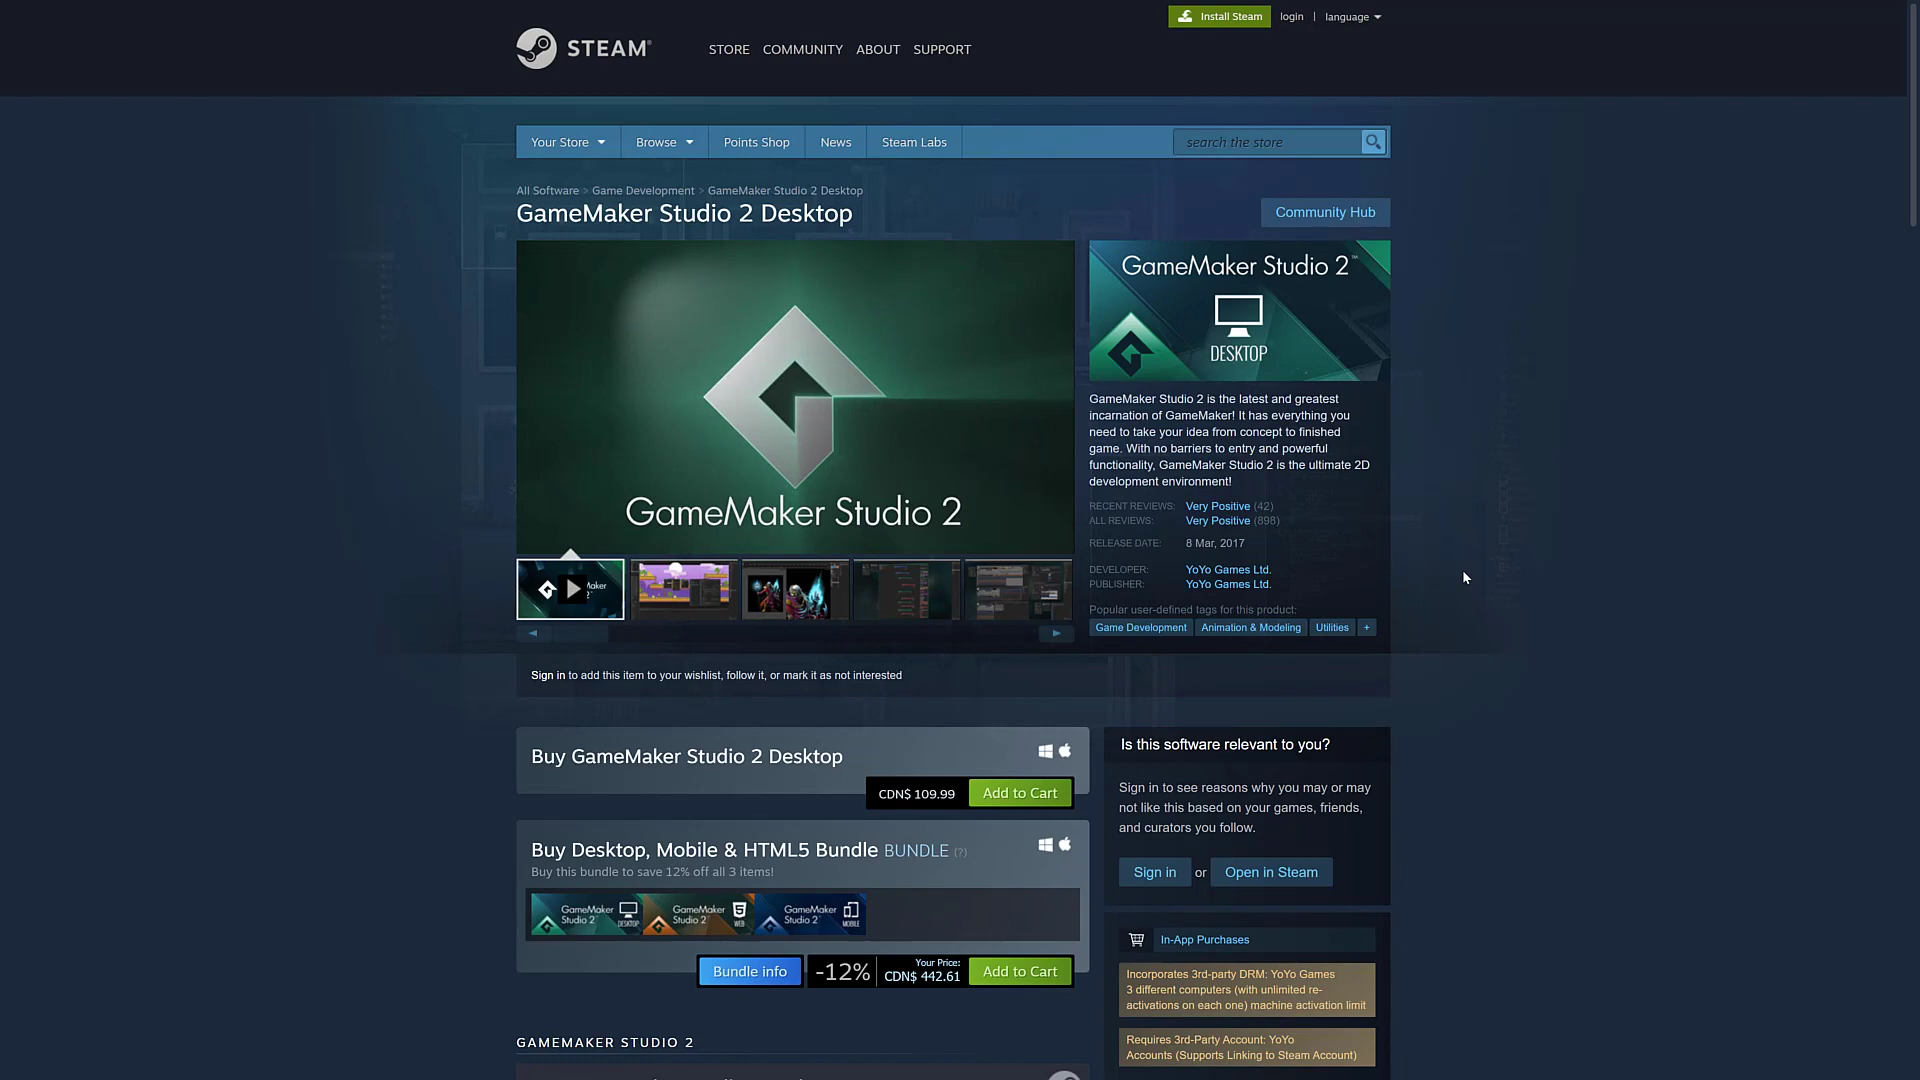 Install Steam login | language
STEAM
STORE COMMUNITY ABOUT SUPPORT
Your Store Browse Points Shop News Steam Labs search the store
All Software > Game Development > GameMaker Studio 2 Desktop
GameMaker Studio 2 Desktop
Community Hub
GameMaker Studio 2
GameMaker Studio 2™
DESKTOP
GameMaker Studio 2 is the latest and greatest
incarnation of GameMaker! It has everything you
need to take your idea from concept to finished
game. With no barriers to entry and powerful
functionality, GameMaker Studio 2 is the ultimate 2D
development environment!
RECENT REVIEWS: Very Positive (42)
ALL REVIEWS: Very Positive (898)
RELEASE DATE: 8 Mar, 2017
DEVELOPER: YoYo Games Ltd.
PUBLISHER: YoYo Games Ltd.
Popular user-defined tags for this product:
Game Development Animation & Modeling Utilities +
Sign in to add this item to your wishlist, follow it, or mark it as not interested
Buy GameMaker Studio 2 Desktop
CDN$ 109.99 Add to Cart
Buy Desktop, Mobile & HTML5 Bundle BUNDLE (?)
Buy this bundle to save 12% off all 3 items!
GameMaker
Studio 2
DESKTOP
GameMaker
Studio 2
WEB
GameMaker
Studio 2
MOBILE
Bundle info -12% Your Price:
CDN$ 442.61 Add to Cart
GAMEMAKER STUDIO 2
Is this software relevant to you?
Sign in to see reasons why you may or may
not like this based on your games, friends,
and curators you follow.
Sign in or Open in Steam
In-App Purchases
Incorporates 3rd-party DRM: YoYo Games
3 different computers (with unlimited re-
activations on each one) machine activation limit
Requires 3rd-Party Account: YoYo
Accounts (Supports Linking to Steam Account)